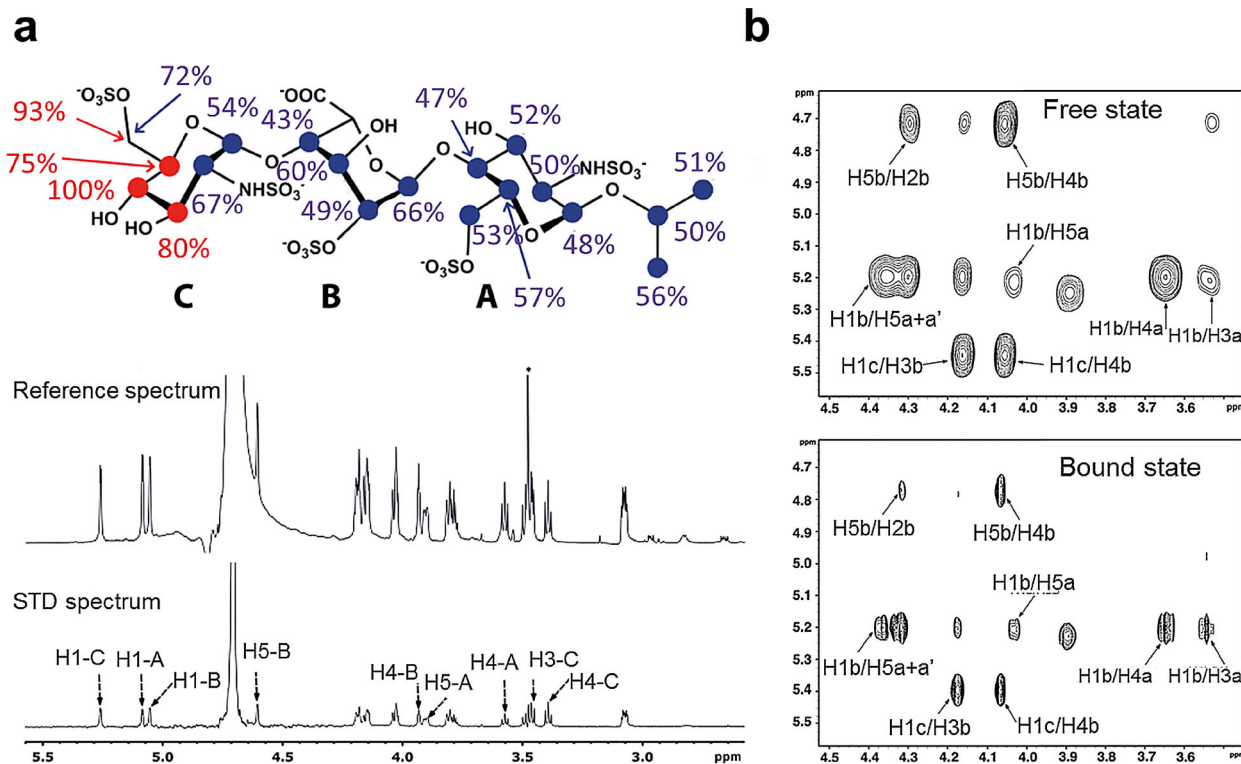 a
b
72%
⁻O₃SO
93%
54%
43%
⁻OOC
OH
47%
HO
52%
75%
O
O
60%
O
O
50%
NHSO₃⁻
O
51%
100%
67%
NHSO₃⁻
HO
HO
49%
66%
53%
O
48%
50%
80%
⁻O₃SO
⁻O₃SO
57%
56%
C
B
A
Reference spectrum
*
STD spectrum
H1-C
H1-A
H1-B
H5-B
H4-B
H5-A
H4-A
H3-C
H4-C
5.5
5.0
4.5
4.0
3.5
3.0
ppm
ppm
Free state
4.7
4.8
4.9
5.0
5.1
5.2
5.3
5.4
5.5
H5b/H2b
H5b/H4b
H1b/H5a
H1b/H5a+a'
H1b/H4a
H1b/H3a
H1c/H3b
H1c/H4b
4.5
4.4
4.3
4.2
4.1
4.0
3.9
3.8
3.7
3.6
ppm
ppm
Bound state
4.7
4.8
4.9
5.0
5.1
5.2
5.3
5.4
5.5
H5b/H2b
H5b/H4b
H1b/H5a
H1b/H5a+a'
H1b/H4a
H1b/H3a
H1c/H3b
H1c/H4b
4.5
4.4
4.3
4.2
4.1
4.0
3.9
3.8
3.7
3.6
ppm